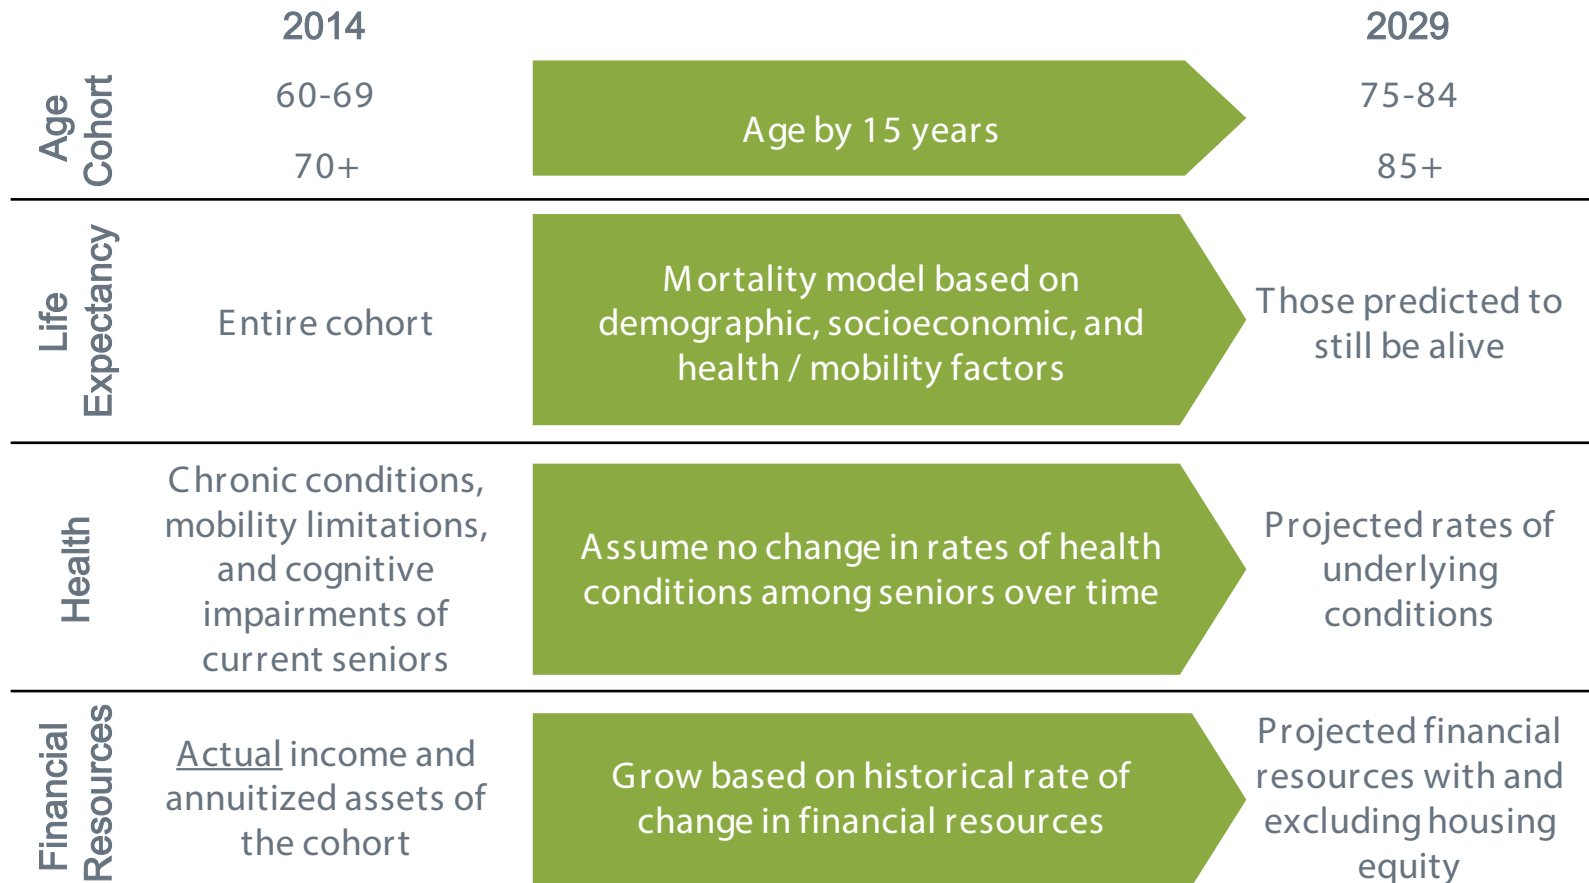 2014
2029
Age
Cohort
60-69
70+
Age by 15 years
75-84
85+
Life
Expectancy
Entire cohort
Mortality model based on
demographic, socioeconomic, and
health / mobility factors
Those predicted to
still be alive
Health
Chronic conditions,
mobility limitations,
and cognitive
impairments of
current seniors
Assume no change in rates of health
conditions among seniors over time
Projected rates of
underlying
conditions
Financial
Resources
Actual income and
annuitized assets of
the cohort
Grow based on historical rate of
change in financial resources
Projected financial
resources with and
excluding housing
equity